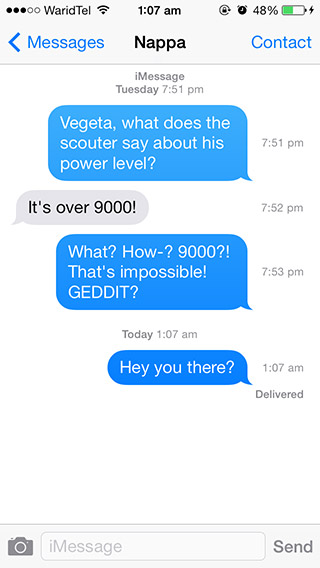 WaridTel 1:07 am 48%
Messages Nappa Contact
iMessage
Tuesday 7:51 pm
Vegeta, what does the
scouter say about his
power level?
7:51 pm
It's over 9000!
7:52 pm
What? How-? 9000?!
That's impossible!
GEDDIT?
7:53 pm
Today 1:07 am
Hey you there?
1:07 am
Delivered
iMessage Send